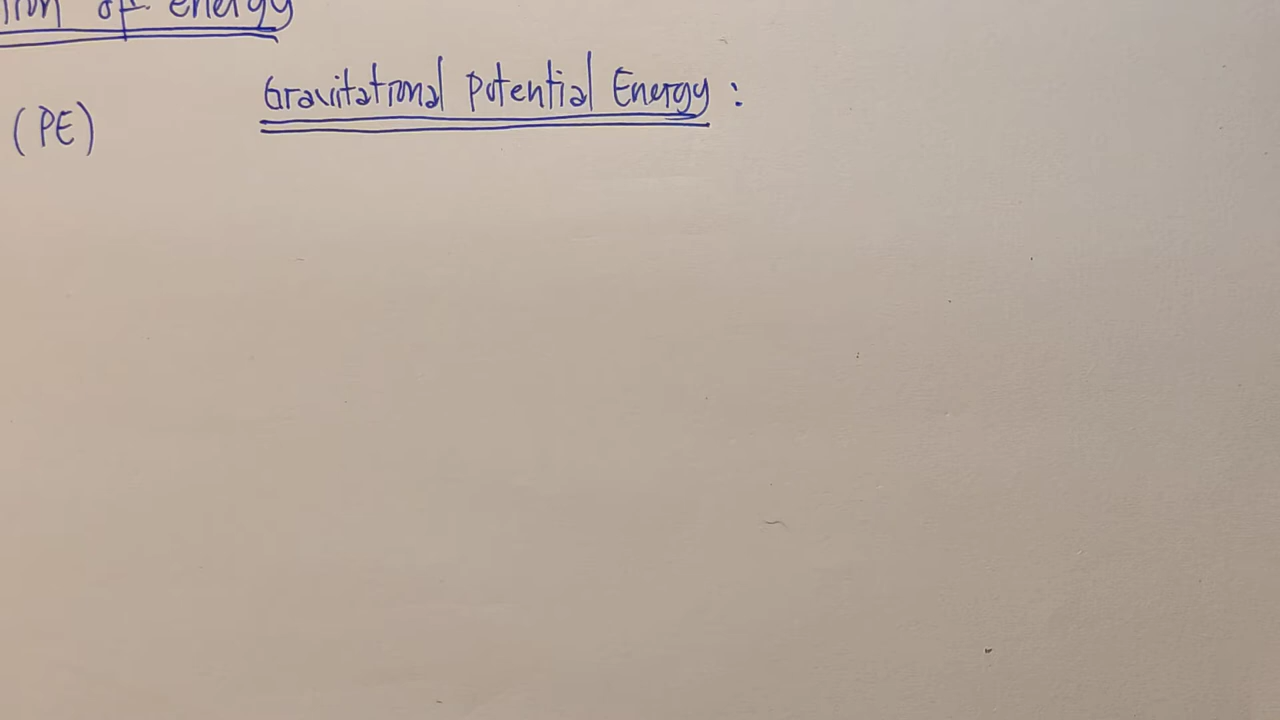 of energy
Gravitational Potential Energy :
(PE)